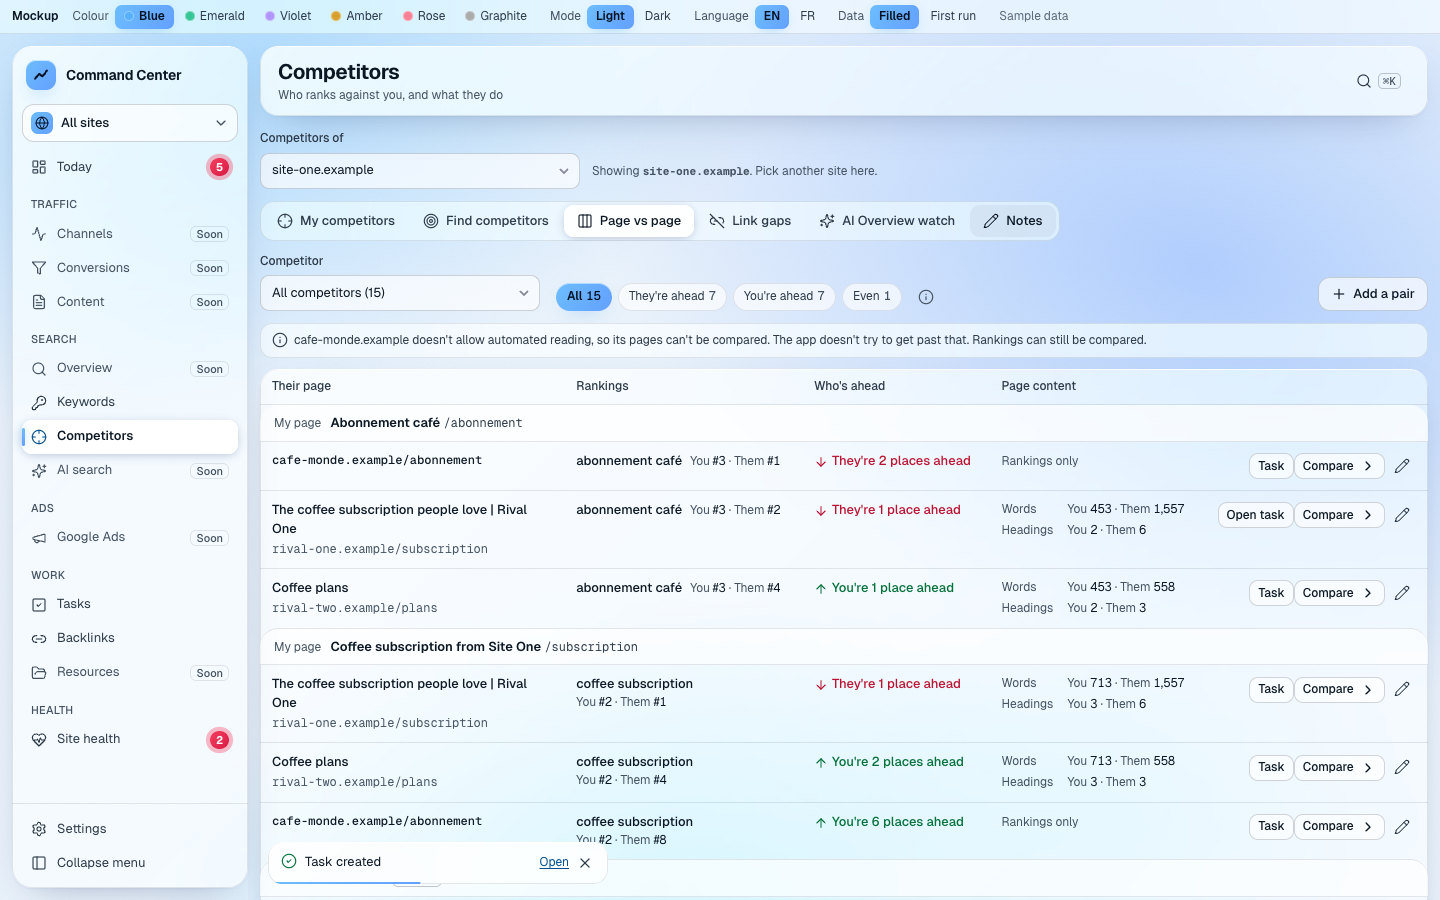 Mockup Colour Blue Emerald Violet Amber Rose Graphite Mode Light Dark Language EN FR Data Filled First run Sample data
Command Center
All sites
Today 5
TRAFFIC
Channels Soon
Conversions Soon
Content Soon
SEARCH
Overview Soon
Keywords
Competitors
AI search Soon
ADS
Google Ads Soon
WORK
Tasks
Backlinks
Resources Soon
HEALTH
Site health 2
Settings
Collapse menu
Competitors
Who ranks against you, and what they do
⌘K
Competitors of
site-one.example
Showing site-one.example. Pick another site here.
My competitors Find competitors Page vs page Link gaps AI Overview watch Notes
Competitor
All competitors (15) All 15 They're ahead 7 You're ahead 7 Even 1 Add a pair
cafe-monde.example doesn't allow automated reading, so its pages can't be compared. The app doesn't try to get past that. Rankings can still be compared.
Their page Rankings Who's ahead Page content
My page Abonnement café /abonnement
cafe-monde.example/abonnement abonnement café You #3 · Them #1 They're 2 places ahead Rankings only Task Compare
The coffee subscription people love | Rival One
rival-one.example/subscription
abonnement café You #3 · Them #2 They're 1 place ahead
Words You 453 · Them 1,557
Headings You 2 · Them 6
Open task Compare
Coffee plans
rival-two.example/plans
abonnement café You #3 · Them #4 You're 1 place ahead
Words You 453 · Them 558
Headings You 2 · Them 3
Task Compare
My page Coffee subscription from Site One /subscription
The coffee subscription people love | Rival One
rival-one.example/subscription
coffee subscription
You #2 · Them #1
They're 1 place ahead
Words You 713 · Them 1,557
Headings You 3 · Them 6
Task Compare
Coffee plans
rival-two.example/plans
coffee subscription
You #2 · Them #4
You're 2 places ahead
Words You 713 · Them 558
Headings You 3 · Them 3
Task Compare
cafe-monde.example/abonnement
coffee subscription
You #2 · Them #8
You're 6 places ahead
Rankings only
Task Compare
Task created Open